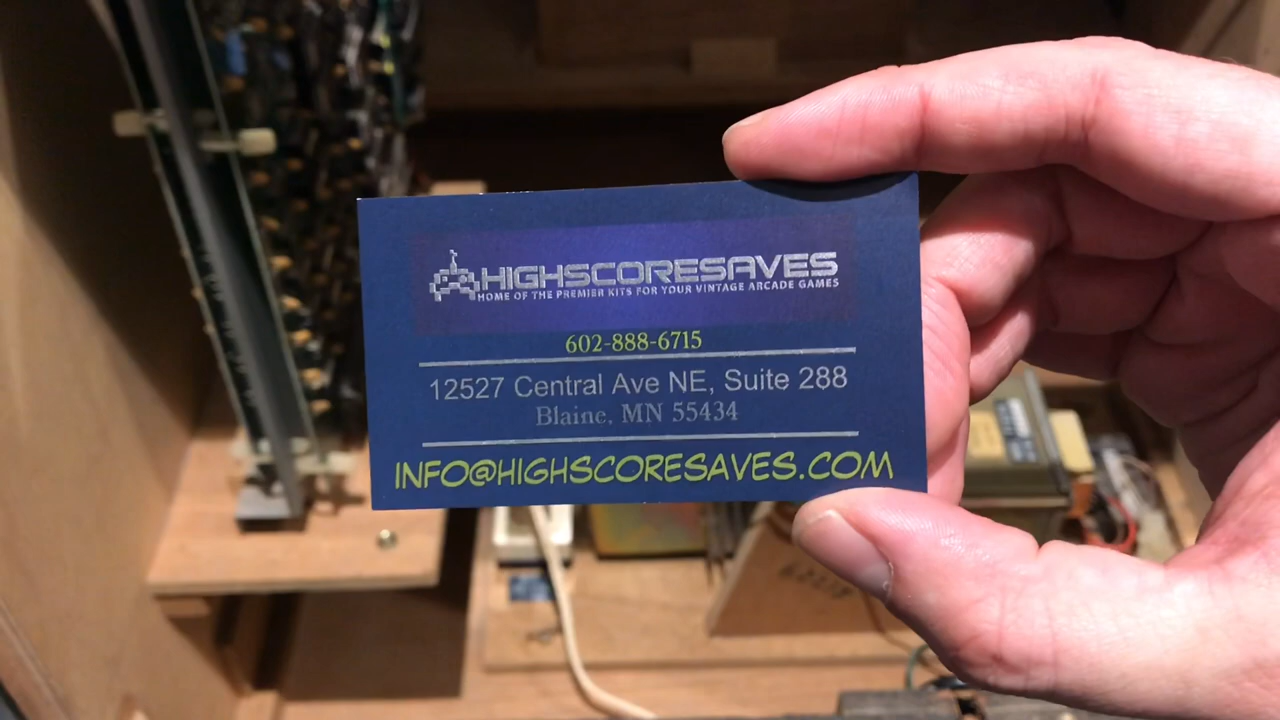 HIGHSCORESAVES
HOME OF THE PREMIER KITS FOR YOUR VINTAGE ARCADE GAMES
602-888-6715
12527 Central Ave NE, Suite 288
Blaine, MN 55434
INFO@HIGHSCORESAVES.COM